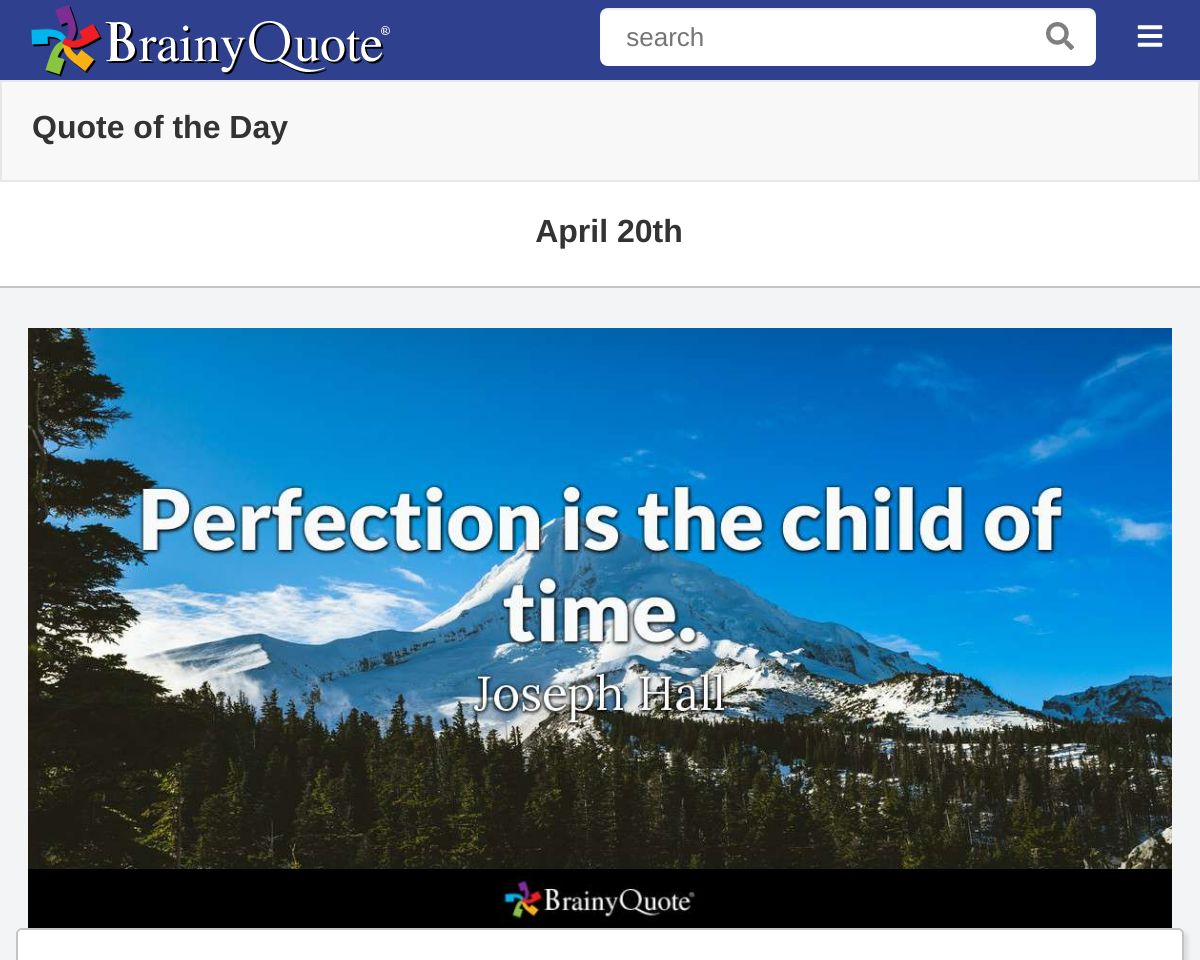 BrainyQuote®
search
Quote of the Day
April 20th
Perfection is the child of
time.
Joseph Hall
BrainyQuote®